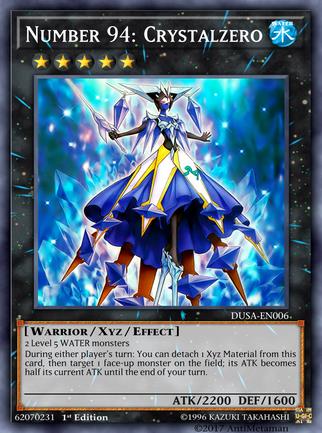 Number 94: Crystalzero
WATER
水
DUSA-EN006
[Warrior / Xyz / Effect]
2 Level 5 WATER monsters
During either player's turn: You can detach 1 Xyz Material from this
card, then target 1 face-up monster on the field; its ATK becomes
half its current ATK until the end of your turn.
ATK/2200 DEF/1600
62070231 1st Edition ©1996 KAZUKI TAKAHASHI
©2017 AntiMetaman